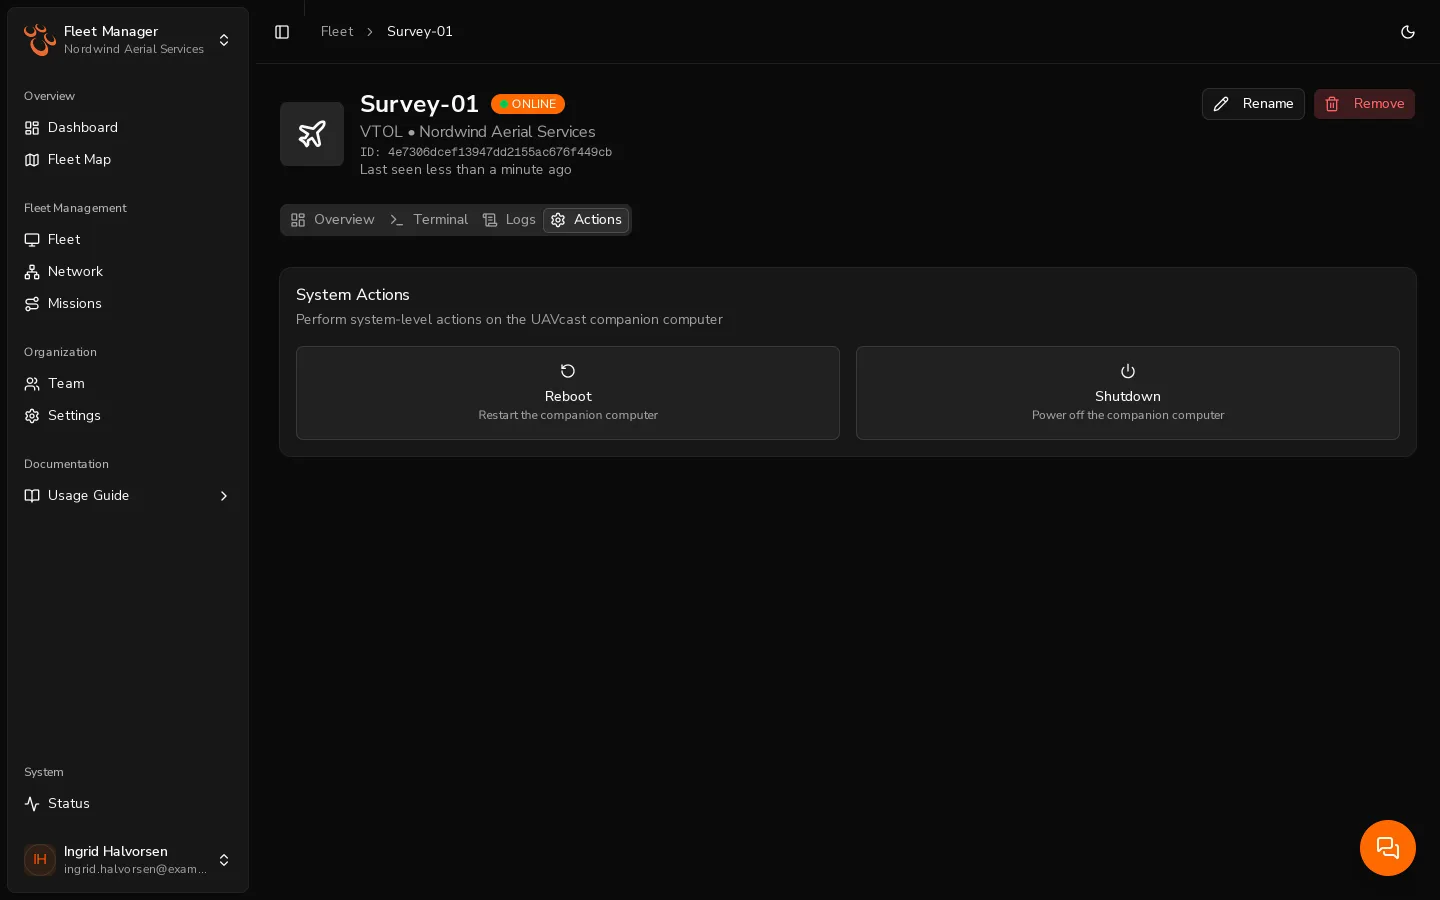 Fleet Manager
Nordwind Aerial Services
Overview
Dashboard
Fleet Map
Fleet Management
Fleet
Network
Missions
Organization
Team
Settings
Documentation
Usage Guide
System
Status
IH
Ingrid Halvorsen
ingrid.halvorsen@exam...
Fleet > Survey-01
Survey-01 ONLINE
VTOL • Nordwind Aerial Services
ID: 4e7306dcef13947dd2155ac676f449cb
Last seen less than a minute ago
Rename Remove
Overview Terminal Logs Actions
System Actions
Perform system-level actions on the UAVcast companion computer
Reboot
Restart the companion computer
Shutdown
Power off the companion computer